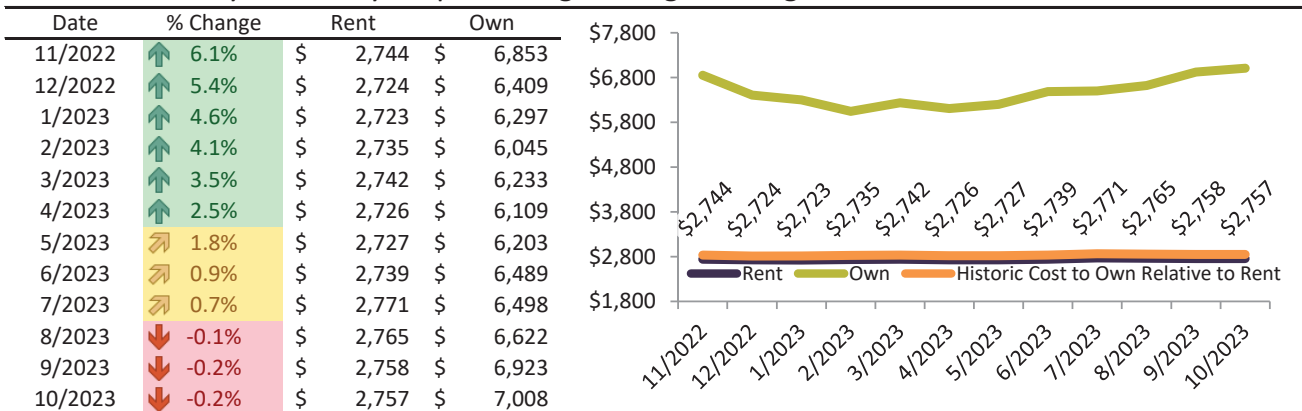 Date % Change Rent Own
11/2022 6.1% $ 2,744 $ 6,853
12/2022 5.4% $ 2,724 $ 6,409
1/2023 4.6% $ 2,723 $ 6,297
2/2023 4.1% $ 2,735 $ 6,045
3/2023 3.5% $ 2,742 $ 6,233
4/2023 2.5% $ 2,726 $ 6,109
5/2023 1.8% $ 2,727 $ 6,203
6/2023 0.9% $ 2,739 $ 6,489
7/2023 0.7% $ 2,771 $ 6,498
8/2023 -0.1% $ 2,765 $ 6,622
9/2023 -0.2% $ 2,758 $ 6,923
10/2023 -0.2% $ 2,757 $ 7,008
$7,800
$6,800
$5,800
$4,800
$3,800
$2,800
$1,800
$2,744 $2,724 $2,723 $2,735 $2,742 $2,726 $2,727 $2,739 $2,771 $2,765 $2,758 $2,757
Rent Own Historic Cost to Own Relative to Rent
11/2022 12/2022 1/2023 2/2023 3/2023 4/2023 5/2023 6/2023 7/2023 8/2023 9/2023 10/2023